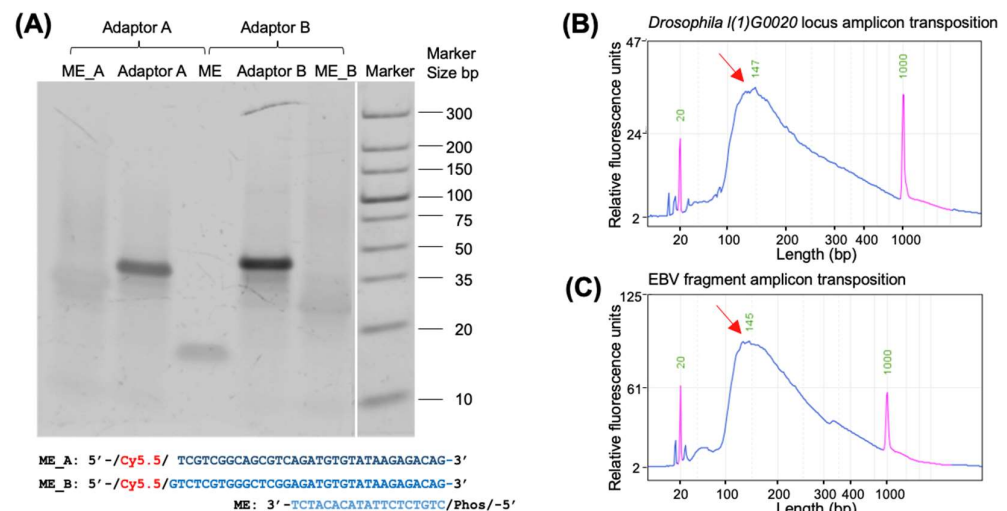 (A)
Adaptor A
Adaptor B
ME_A Adaptor A ME Adaptor B ME_B Marker
Marker
Size bp
300
200
150
100
75
50
35
20
10
ME_A: 5’-/Cy5.5/ TCGTCGGCAGCGTCAGATGTGTATAAGAGACAG-3’
ME_B: 5’-/Cy5.5/GTCTCGTGGGCTCGGAGATGTGTATAAGAGACAG-3’
ME: 3’-TCTACACATATTCTCTGTC/Phos/-5’
(B)
Drosophila l(1)G0020 locus amplicon transposition
Relative fluorescence units
47
24
2
20
147
1000
20 100 200 300 400 1000
Length (bp)
(C)
EBV fragment amplicon transposition
Relative fluorescence units
125
61
2
20
145
1000
20 100 200 300 400 1000
Length (bp)